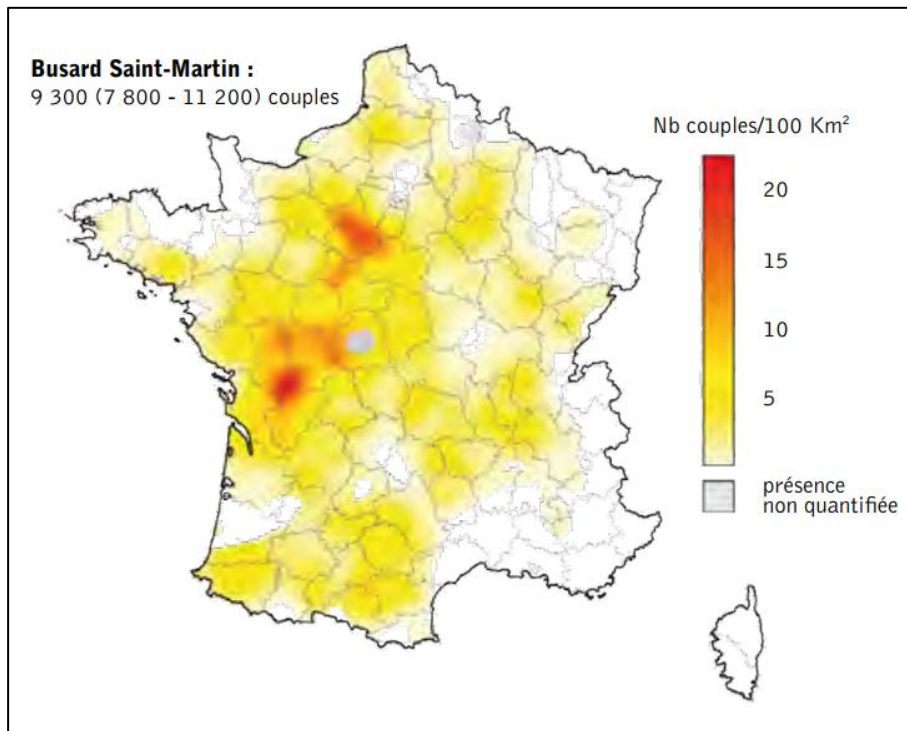 Busard Saint-Martin :
9 300 (7 800 - 11 200) couples
Nb couples/100 Km²
20
15
10
5
présence
non quantifiée